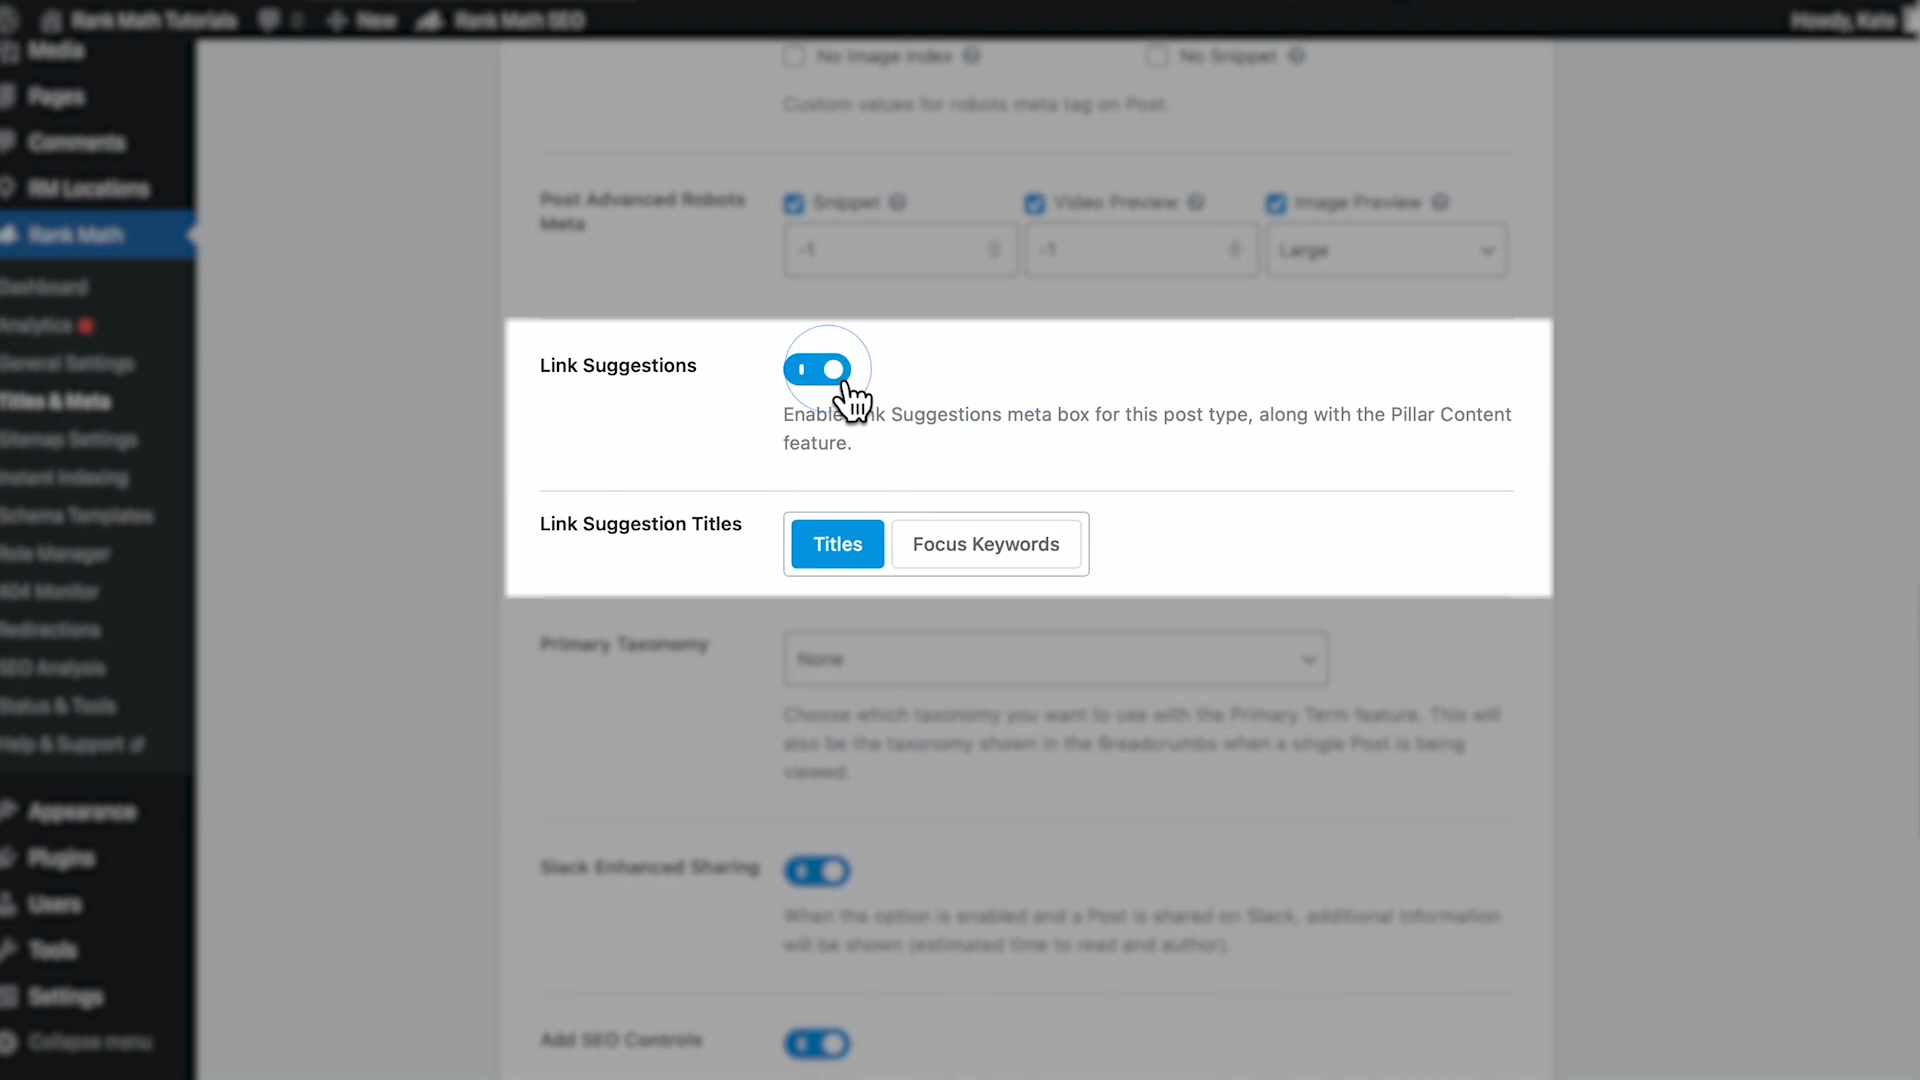 Rank Math Tutorials 0 New Rank Math SEO Howdy, Kate
Media
Pages
Comments
RM Locations
Rank Math
Dashboard
Analytics
General Settings
Titles & Meta
Sitemap Settings
Instant Indexing
Schema Templates
Role Manager
404 Monitor
Redirections
SEO Analysis
Status & Tools
Help & Support
Appearance
Plugins
Users
Tools
Settings
Collapse menu
No Image Index No Snippet
Custom values for robots meta tag on Post.
Post Advanced Robots
Meta
Snippet Video Preview Image Preview
-1 -1 Large
Link Suggestions
Enable Link Suggestions meta box for this post type, along with the Pillar Content
feature.
Link Suggestion Titles
Titles Focus Keywords
Primary Taxonomy
None
Choose which taxonomy you want to use with the Primary Term feature. This will
also be the taxonomy shown in the Breadcrumbs when a single Post is being
viewed.
Slack Enhanced Sharing
When the option is enabled and a Post is shared on Slack, additional information
will be shown (estimated time to read and author).
Add SEO Controls